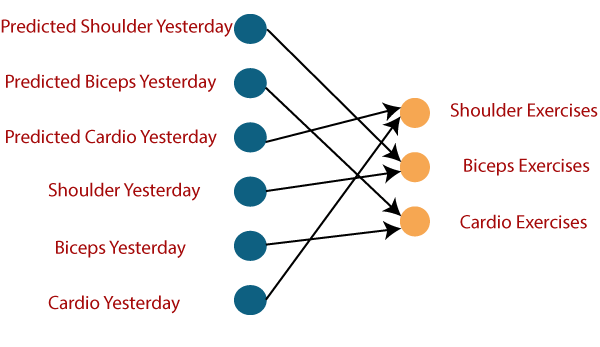 Predicted Shoulder Yesterday
Predicted Biceps Yesterday
Predicted Cardio Yesterday
Shoulder Yesterday
Biceps Yesterday
Cardio Yesterday
Shoulder Exercises
Biceps Exercises
Cardio Exercises